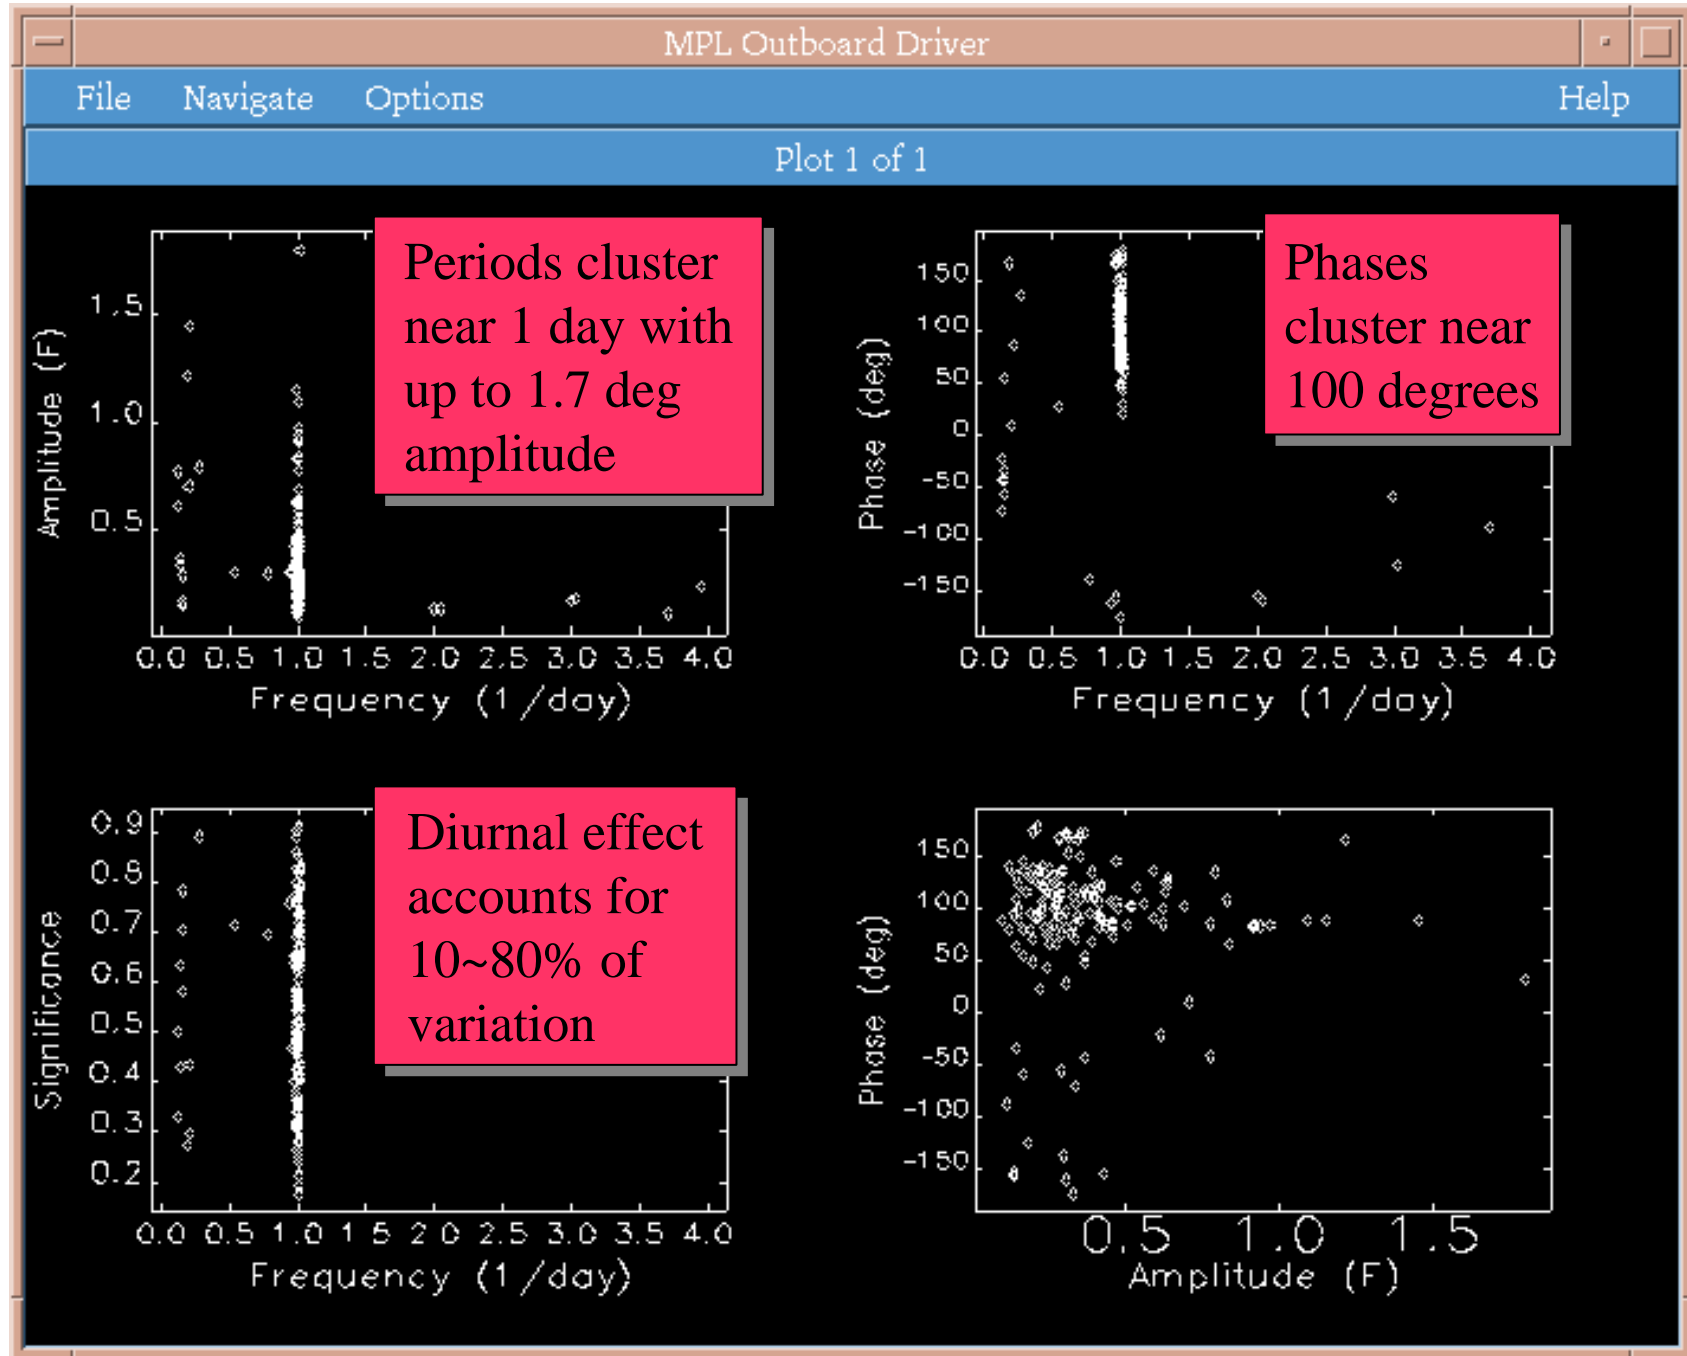 MPL Outboard Driver
File Navigate Options Help
Plot 1 of 1
Periods cluster
near 1 day with
up to 1.7 deg
amplitude
1.5
1.0
0.5
Amplitude (F)
0.0 0.5 1.0 1.5 2.0 2.5 3.0 3.5 4.0
Frequency (1/day)
Phases
cluster near
100 degrees
150
100
50
0
-50
-100
-150
Phase (deg)
0.0 0.5 1.0 1.5 2.0 2.5 3.0 3.5 4.0
Frequency (1/day)
Diurnal effect
accounts for
10~80% of
variation
0.9
0.8
0.7
0.6
0.5
0.4
0.3
0.2
Significance
0.0 0.5 1.0 1 5 2 0 2.5 3.0 3.5 4.0
Frequency (1/day)
150
100
50
0
-50
-100
-150
Phase (deg)
0.5 1.0 1.5
Amplitude (F)